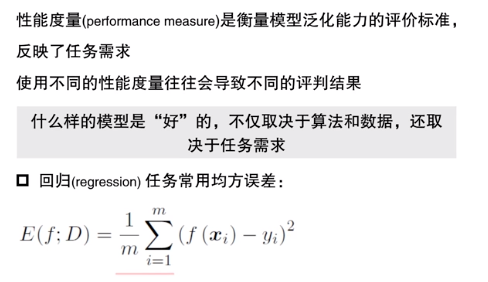 性能度量(performance measure)是衡量模型泛化能力的评价标准，
反映了任务需求
使用不同的性能度量往往会导致不同的评判结果
什么样的模型是“好”的，不仅取决于算法和数据，还取
决于任务需求
回归(regression) 任务常用均方误差：
E(f; D) = \frac{1}{m} \sum_{i=1}^{m} (f(\boldsymbol{x}_i) − y_i)^2